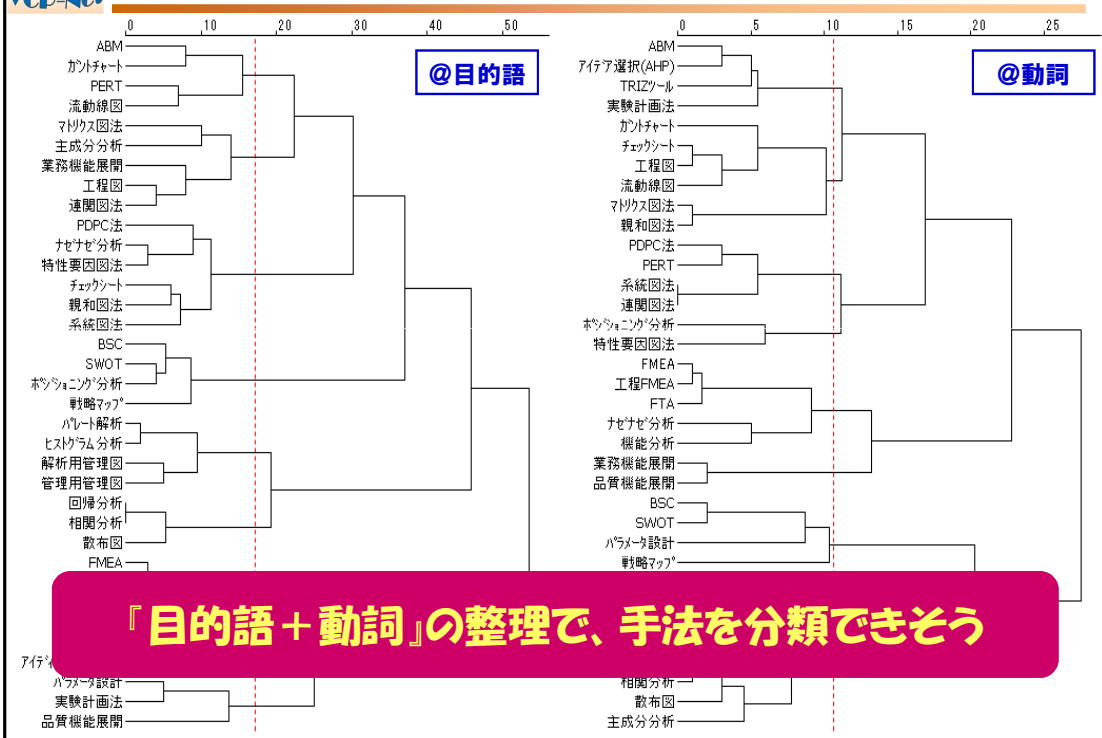 0 10 20 30 40 50
@目的語
ABM
ガントチャート
PERT
流動線図
マトリクス図法
主成分分析
業務機能展開
工程図
連関図法
PDPC法
ナゼナゼ分析
特性要因図法
チェックシート
親和図法
系統図法
BSC
SWOT
ポジショニング分析
戦略マップ
パレート解析
ヒストグラム分析
解析用管理図
管理用管理図
回帰分析
相関分析
散布図
FMEA
パラメータ設計
実験計画法
品質機能展開
0 5 10 15 20 25
@動詞
ABM
アイデア選択(AHP)
TRIZツール
実験計画法
ガントチャート
チェックシート
工程図
流動線図
マトリクス図法
親和図法
PDPC法
PERT
系統図法
連関図法
ポジショニング分析
特性要因図法
FMEA
工程FMEA
FTA
ナゼナゼ分析
機能分析
業務機能展開
品質機能展開
BSC
SWOT
パラメータ設計
戦略マップ
相関分析
散布図
主成分分析
『目的語＋動詞』の整理で、手法を分類できそう